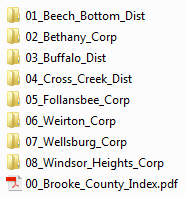 01_Beech_Bottom_Dist
02_Bethany_Corp
03_Buffalo_Dist
04_Cross_Creek_Dist
05_Follansbee_Corp
06_Weirton_Corp
07_Wellsburg_Corp
08_Windsor_Heights_Corp
00_Brooke_County_Index.pdf